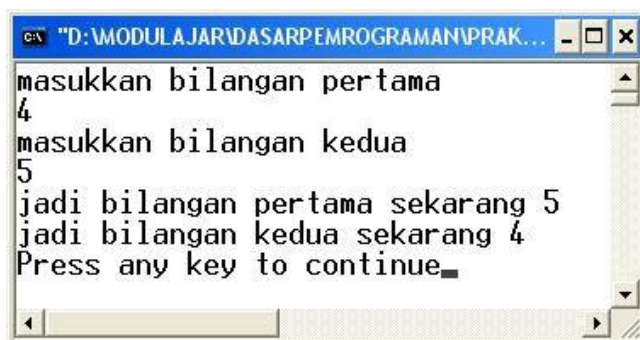 "D:\MODULAJAR\DASARPEMROGRAMAN\PRAK...
masukkan bilangan pertama
4
masukkan bilangan kedua
5
jadi bilangan pertama sekarang 5
jadi bilangan kedua sekarang 4
Press any key to continue